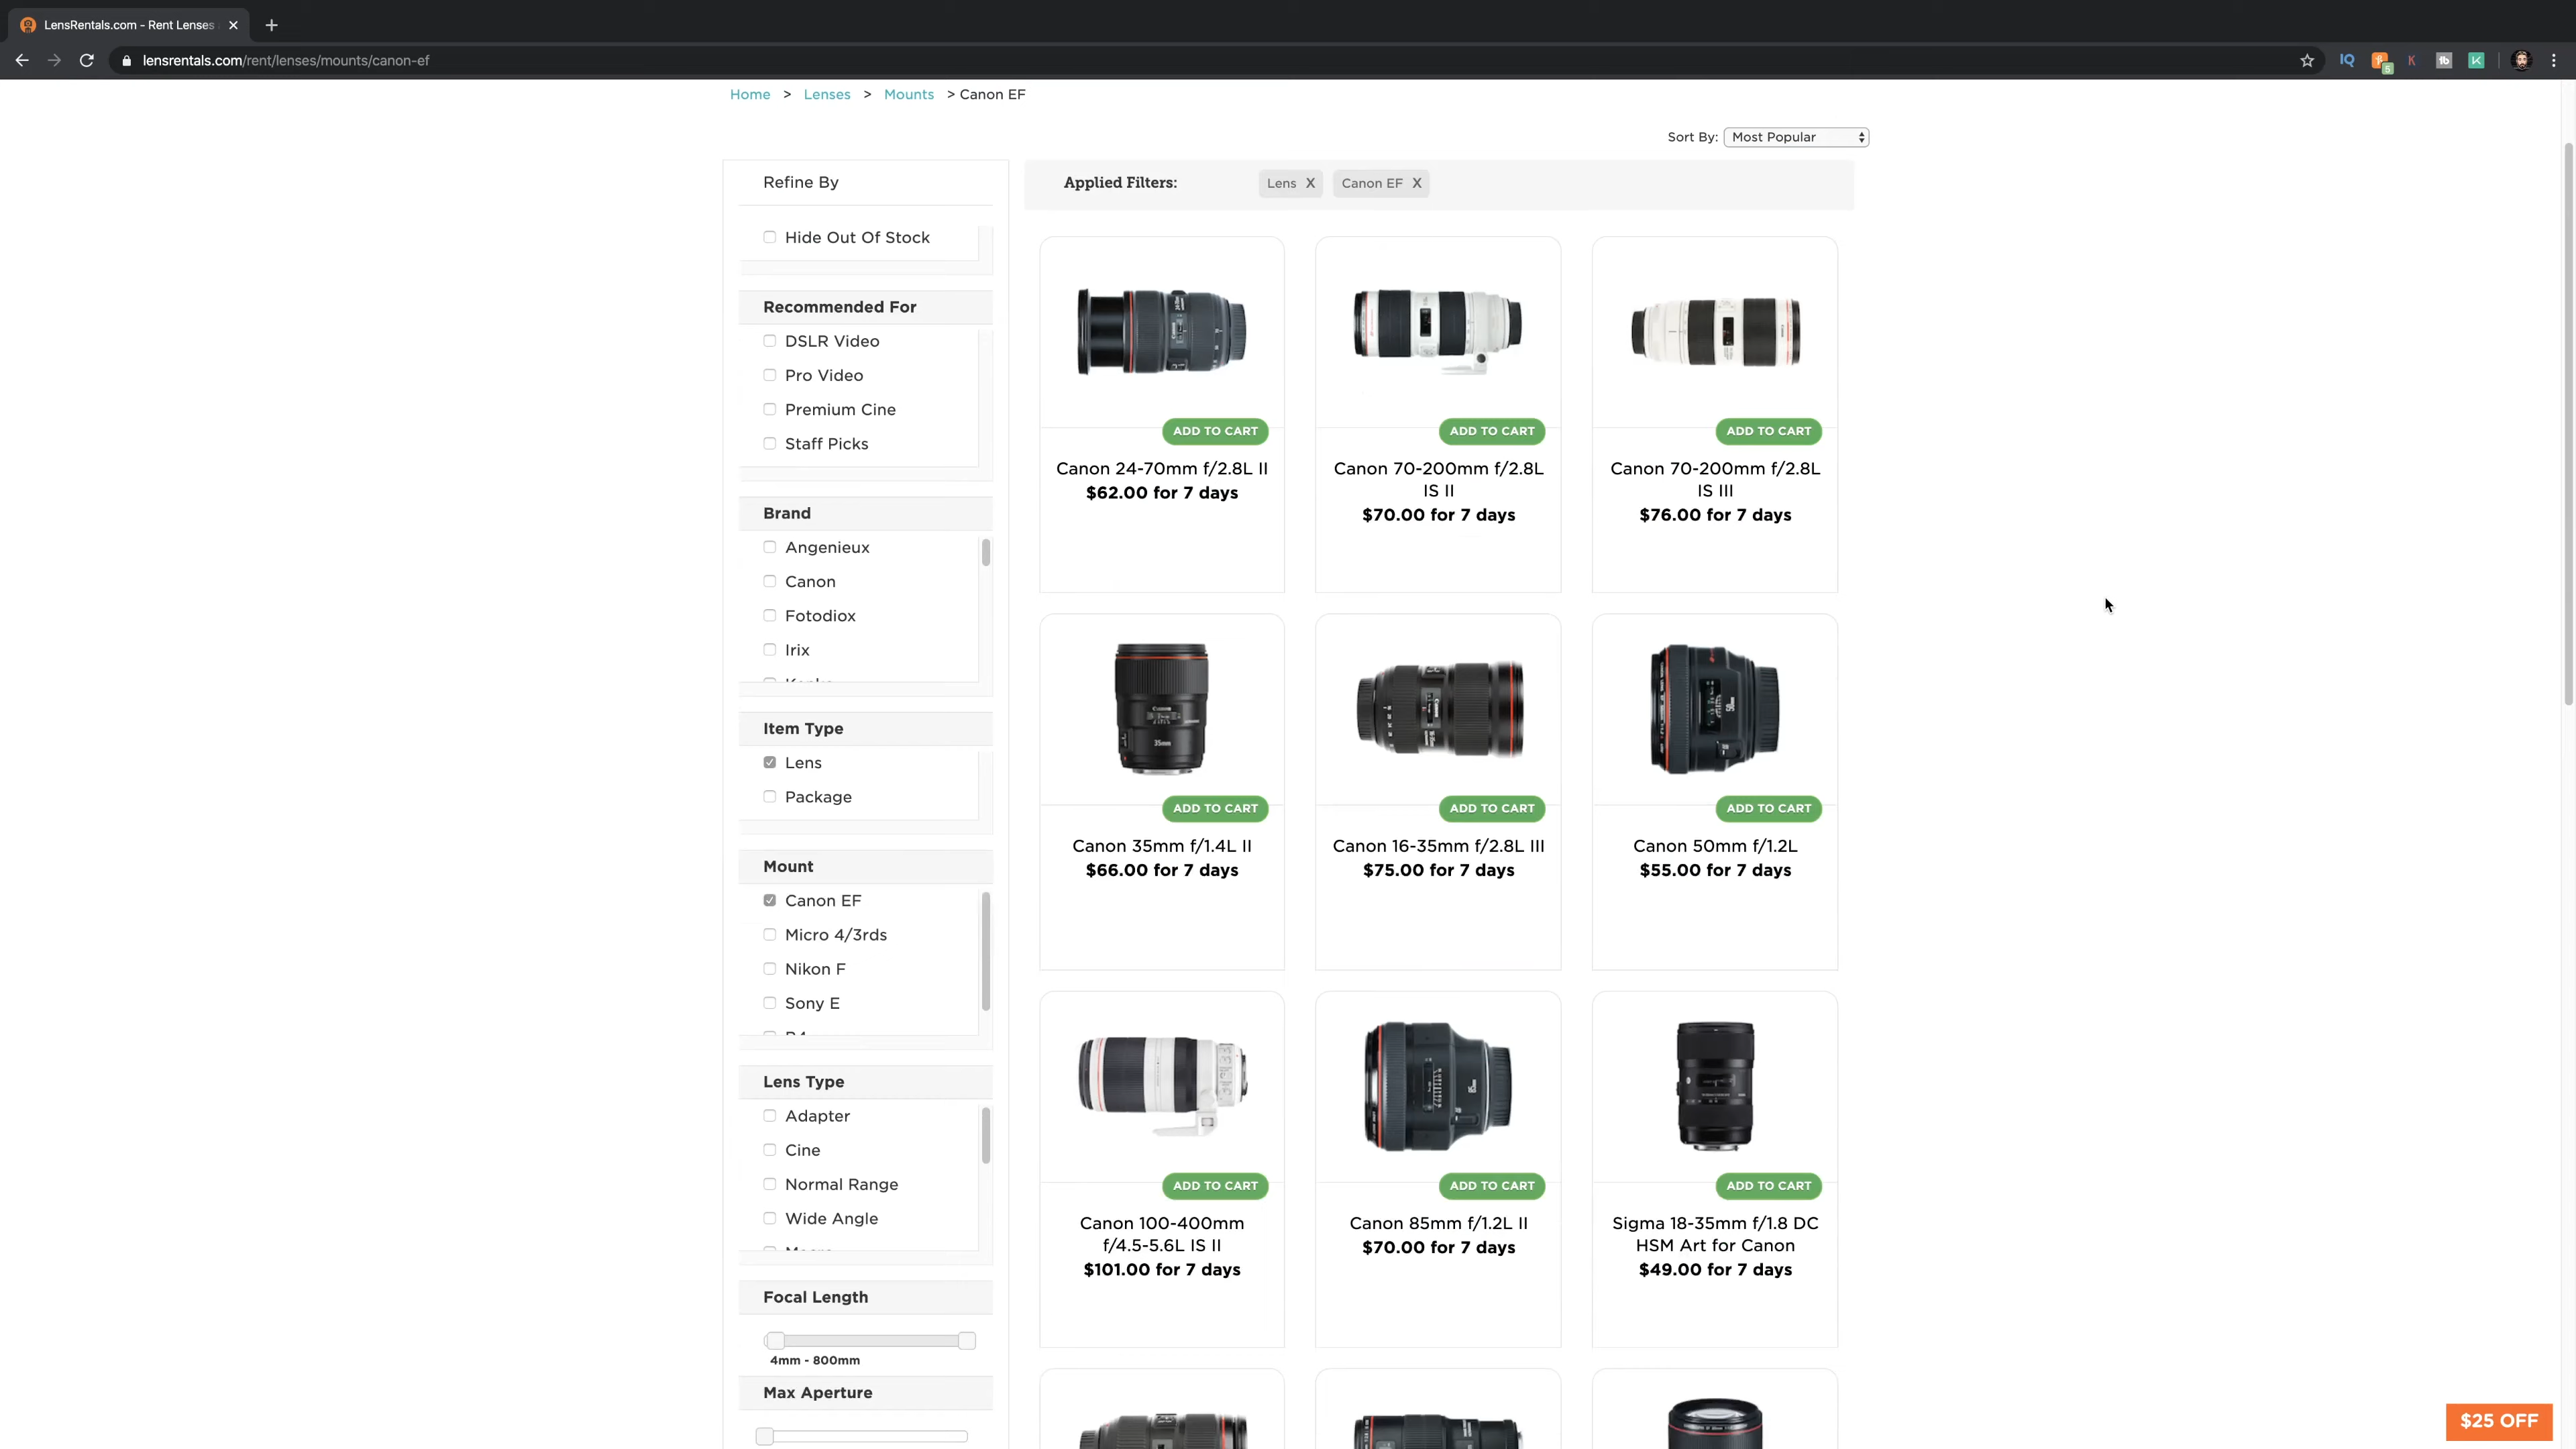 LensRentals.com - Rent Lenses
lensrentals.com/rent/lenses/mounts/canon-ef
IQ
5
K
tb
K
Home > Lenses > Mounts > Canon EF
Sort By: Most Popular
Refine By
Applied Filters: Lens X Canon EF X
Hide Out Of Stock
Recommended For
DSLR Video
Pro Video
Premium Cine
Staff Picks
Brand
Angenieux
Canon
Fotodiox
Irix
Item Type
Lens
Package
Mount
Canon EF
Micro 4/3rds
Nikon F
Sony E
Lens Type
Adapter
Cine
Normal Range
Wide Angle
Focal Length
4mm - 800mm
Max Aperture
ADD TO CART
Canon 24-70mm f/2.8L II
$62.00 for 7 days
ADD TO CART
Canon 70-200mm f/2.8L
IS II
$70.00 for 7 days
ADD TO CART
Canon 70-200mm f/2.8L
IS III
$76.00 for 7 days
35mm
ADD TO CART
Canon 35mm f/1.4L II
$66.00 for 7 days
ADD TO CART
Canon 16-35mm f/2.8L III
$75.00 for 7 days
ADD TO CART
Canon 50mm f/1.2L
$55.00 for 7 days
ADD TO CART
Canon 100-400mm
f/4.5-5.6L IS II
$101.00 for 7 days
ADD TO CART
Canon 85mm f/1.2L II
$70.00 for 7 days
ADD TO CART
Sigma 18-35mm f/1.8 DC
HSM Art for Canon
$49.00 for 7 days
$25 OFF